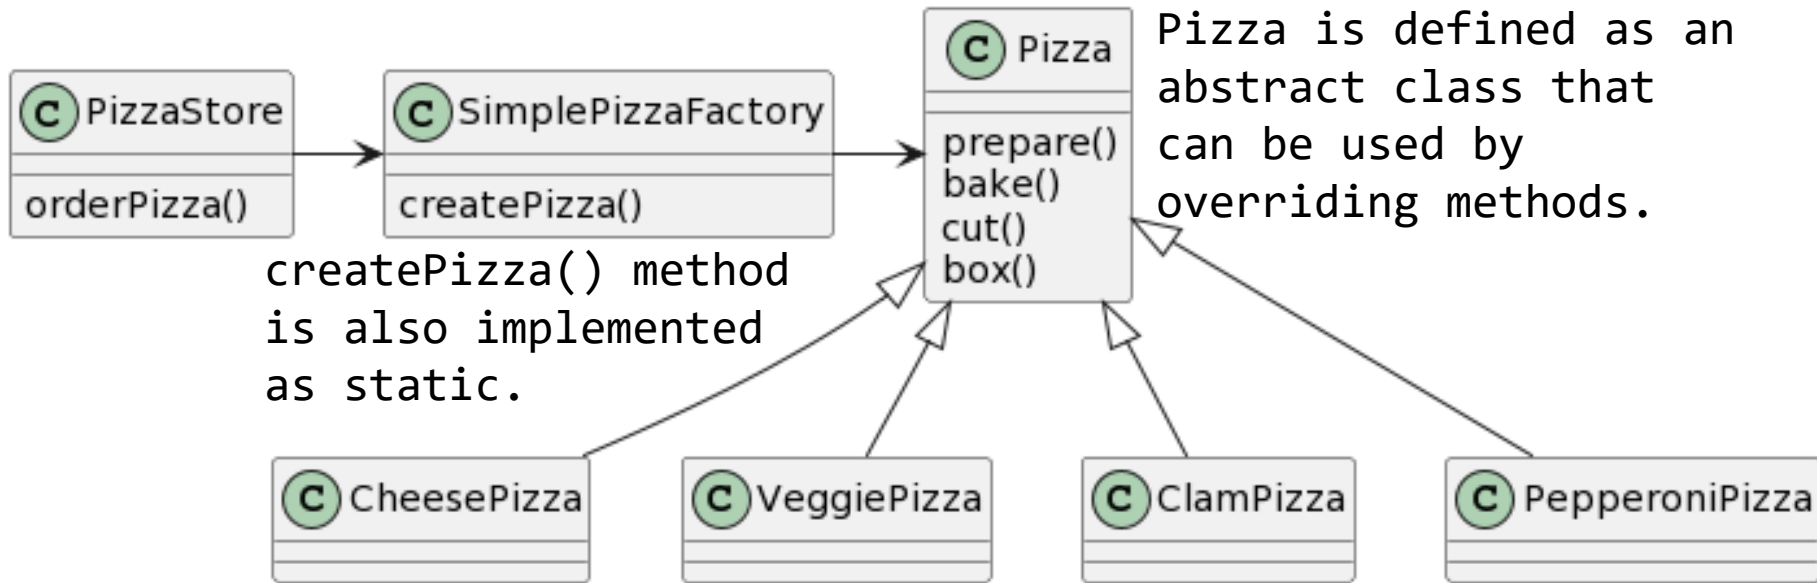 C PizzaStore
orderPizza()
C SimplePizzaFactory
createPizza()
C Pizza
prepare()
bake()
cut()
box()
Pizza is defined as an
abstract class that
can be used by
overriding methods.
createPizza() method
is also implemented
as static.
C CheesePizza
C VeggiePizza
C ClamPizza
C PepperoniPizza